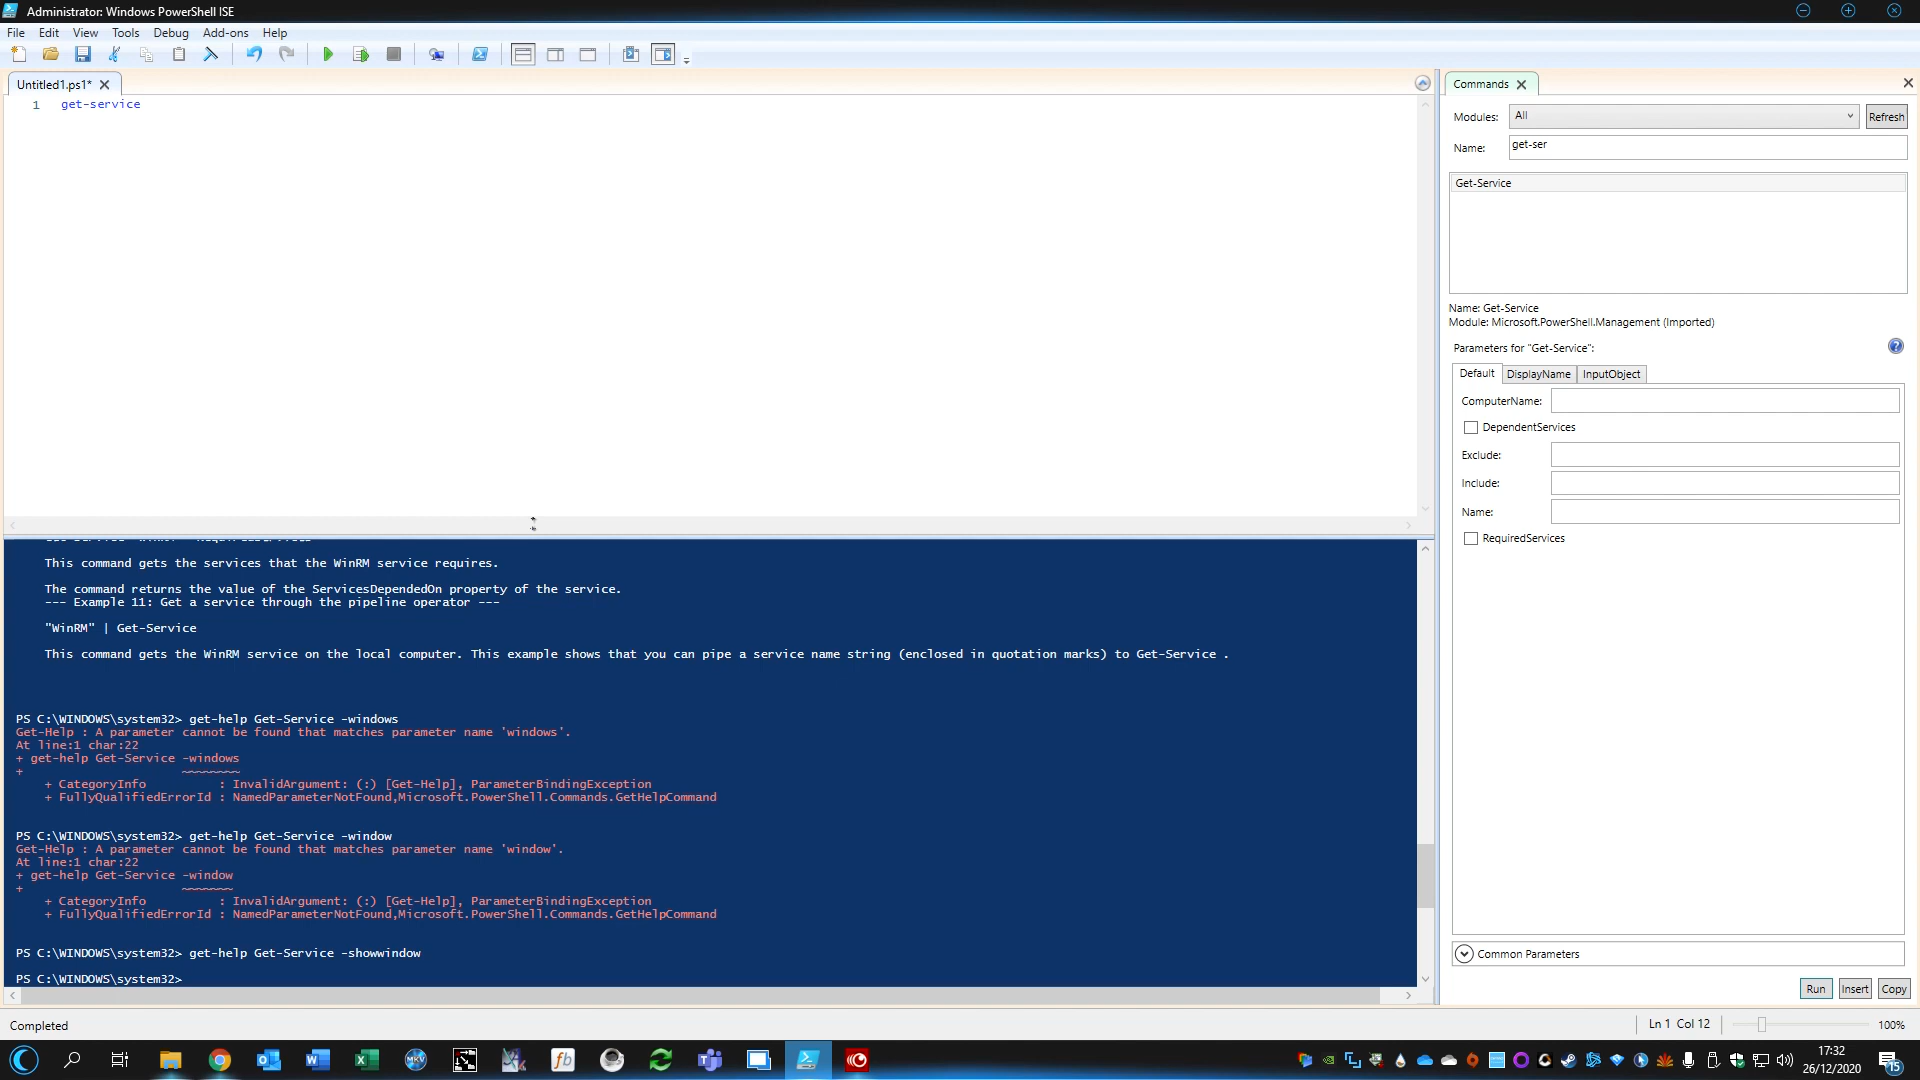 Administrator: Windows PowerShell ISE
File Edit View Tools Debug Add-ons Help
Untitled1.ps1*
1 get-service
This command gets the services that the WinRM service requires.
The command returns the value of the ServicesDependedOn property of the service.
--- Example 11: Get a service through the pipeline operator ---
"WinRM" | Get-Service
This command gets the WinRM service on the local computer. This example shows that you can pipe a service name string (enclosed in quotation marks) to Get-Service .
PS C:\WINDOWS\system32> get-help Get-Service -windows
Get-Help : A parameter cannot be found that matches parameter name 'windows'.
At line:1 char:22
+ get-help Get-Service -windows
+                      ~~~~~~~~
+ CategoryInfo          : InvalidArgument: (:) [Get-Help], ParameterBindingException
+ FullyQualifiedErrorId : NamedParameterNotFound,Microsoft.PowerShell.Commands.GetHelpCommand
PS C:\WINDOWS\system32> get-help Get-Service -window
Get-Help : A parameter cannot be found that matches parameter name 'window'.
At line:1 char:22
+ get-help Get-Service -window
+                      ~~~~~~~
+ CategoryInfo          : InvalidArgument: (:) [Get-Help], ParameterBindingException
+ FullyQualifiedErrorId : NamedParameterNotFound,Microsoft.PowerShell.Commands.GetHelpCommand
PS C:\WINDOWS\system32> get-help Get-Service -showwindow
PS C:\WINDOWS\system32>
Commands
Modules: All Refresh
Name: get-ser
Get-Service
Name: Get-Service
Module: Microsoft.PowerShell.Management (Imported)
Parameters for "Get-Service":
Default DisplayName InputObject
ComputerName:
DependentServices
Exclude:
Include:
Name:
RequiredServices
Common Parameters
Run Insert Copy
Completed
Ln 1 Col 12
100%
MKV
fb
17:32
26/12/2020
15